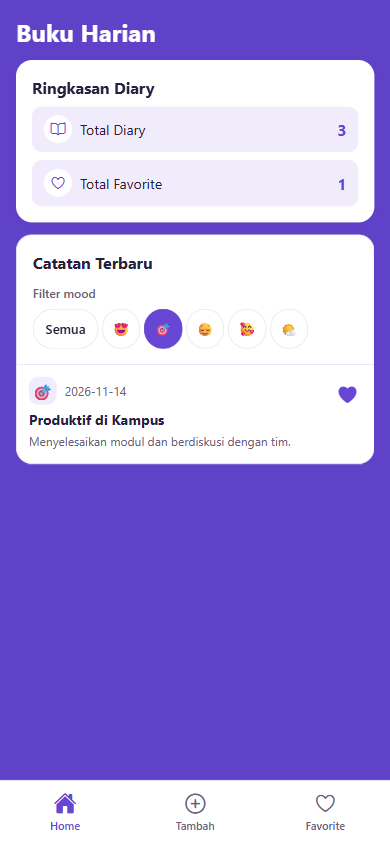 Buku Harian
Ringkasan Diary
Total Diary 3
Total Favorite 1
Catatan Terbaru
Filter mood
Semua
2026-11-14
Produktif di Kampus
Menyelesaikan modul dan berdiskusi dengan tim.
Home Tambah Favorite